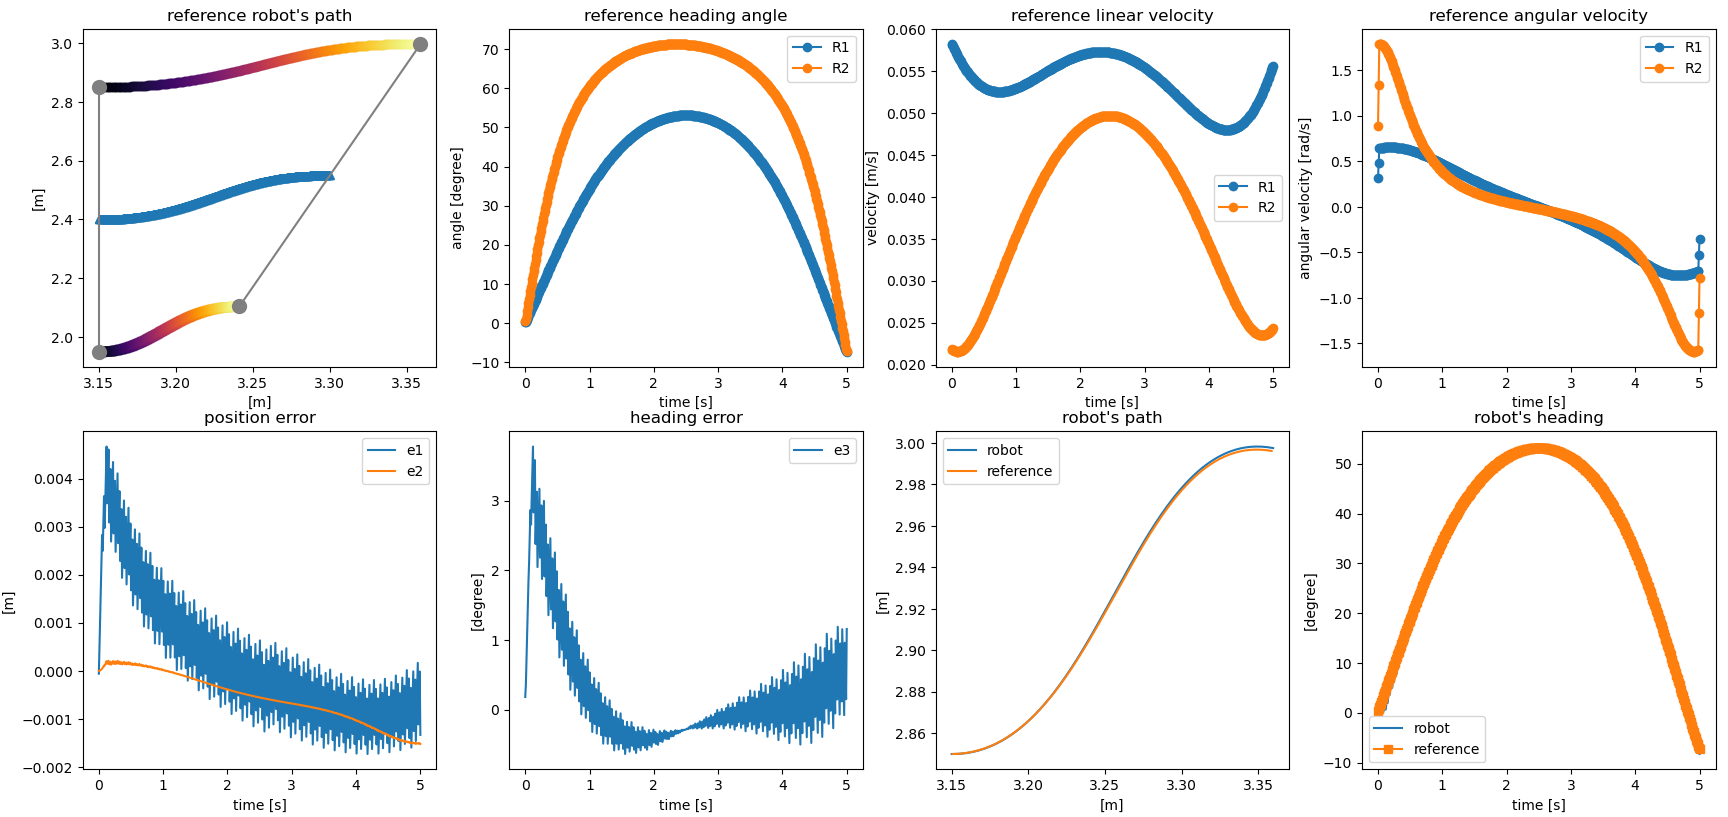 reference robot's path
3.0
2.8
2.6
2.4
2.2
2.0
[m]
3.15
3.20
3.25
3.30
3.35
[m]
reference heading angle
R1
R2
70
60
50
40
30
20
10
0
−10
angle [degree]
0
1
2
3
4
5
time [s]
reference linear velocity
R1
R2
0.060
0.055
0.050
0.045
0.040
0.035
0.030
0.025
0.020
velocity [m/s]
0
1
2
3
4
5
time [s]
reference angular velocity
R1
R2
1.5
1.0
0.5
0.0
−0.5
−1.0
−1.5
angular velocity [rad/s]
0
1
2
3
4
5
time [s]
position error
e1
e2
0.004
0.003
0.002
0.001
0.000
−0.001
−0.002
[m]
0
1
2
3
4
5
time [s]
heading error
e3
3
2
1
0
[degree]
0
1
2
3
4
5
time [s]
robot's path
robot
reference
3.00
2.98
2.96
2.94
2.92
2.90
2.88
2.86
[m]
3.15
3.20
3.25
3.30
[m]
robot's heading
50
40
30
20
10
0
−10
[degree]
robot
reference
0
1
2
3
4
5
time [s]